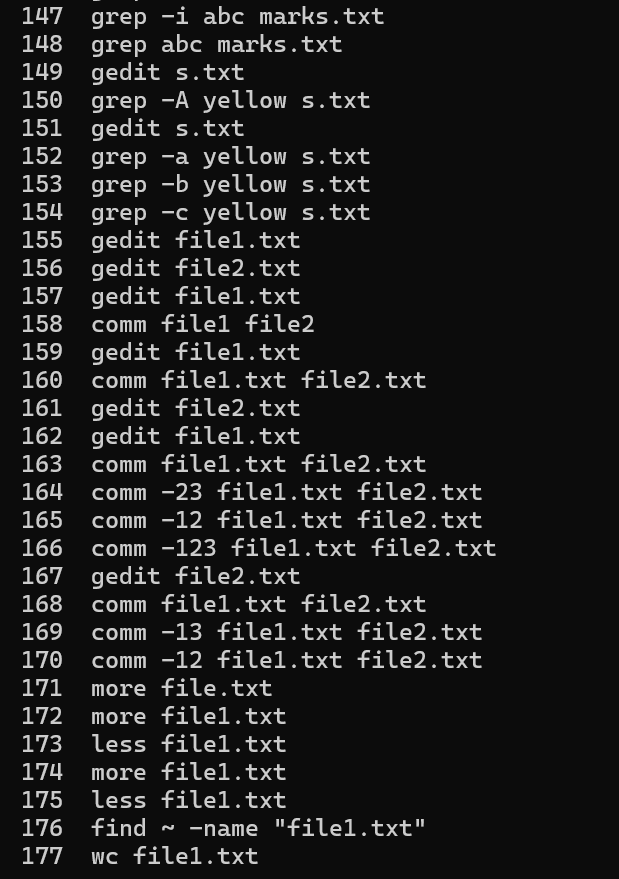 147  grep -i abc marks.txt
148  grep abc marks.txt
149  gedit s.txt
150  grep -A yellow s.txt
151  gedit s.txt
152  grep -a yellow s.txt
153  grep -b yellow s.txt
154  grep -c yellow s.txt
155  gedit file1.txt
156  gedit file2.txt
157  gedit file1.txt
158  comm file1 file2
159  gedit file1.txt
160  comm file1.txt file2.txt
161  gedit file2.txt
162  gedit file1.txt
163  comm file1.txt file2.txt
164  comm -23 file1.txt file2.txt
165  comm -12 file1.txt file2.txt
166  comm -123 file1.txt file2.txt
167  gedit file2.txt
168  comm file1.txt file2.txt
169  comm -13 file1.txt file2.txt
170  comm -12 file1.txt file2.txt
171  more file.txt
172  more file1.txt
173  less file1.txt
174  more file1.txt
175  less file1.txt
176  find ~ -name "file1.txt"
177  wc file1.txt